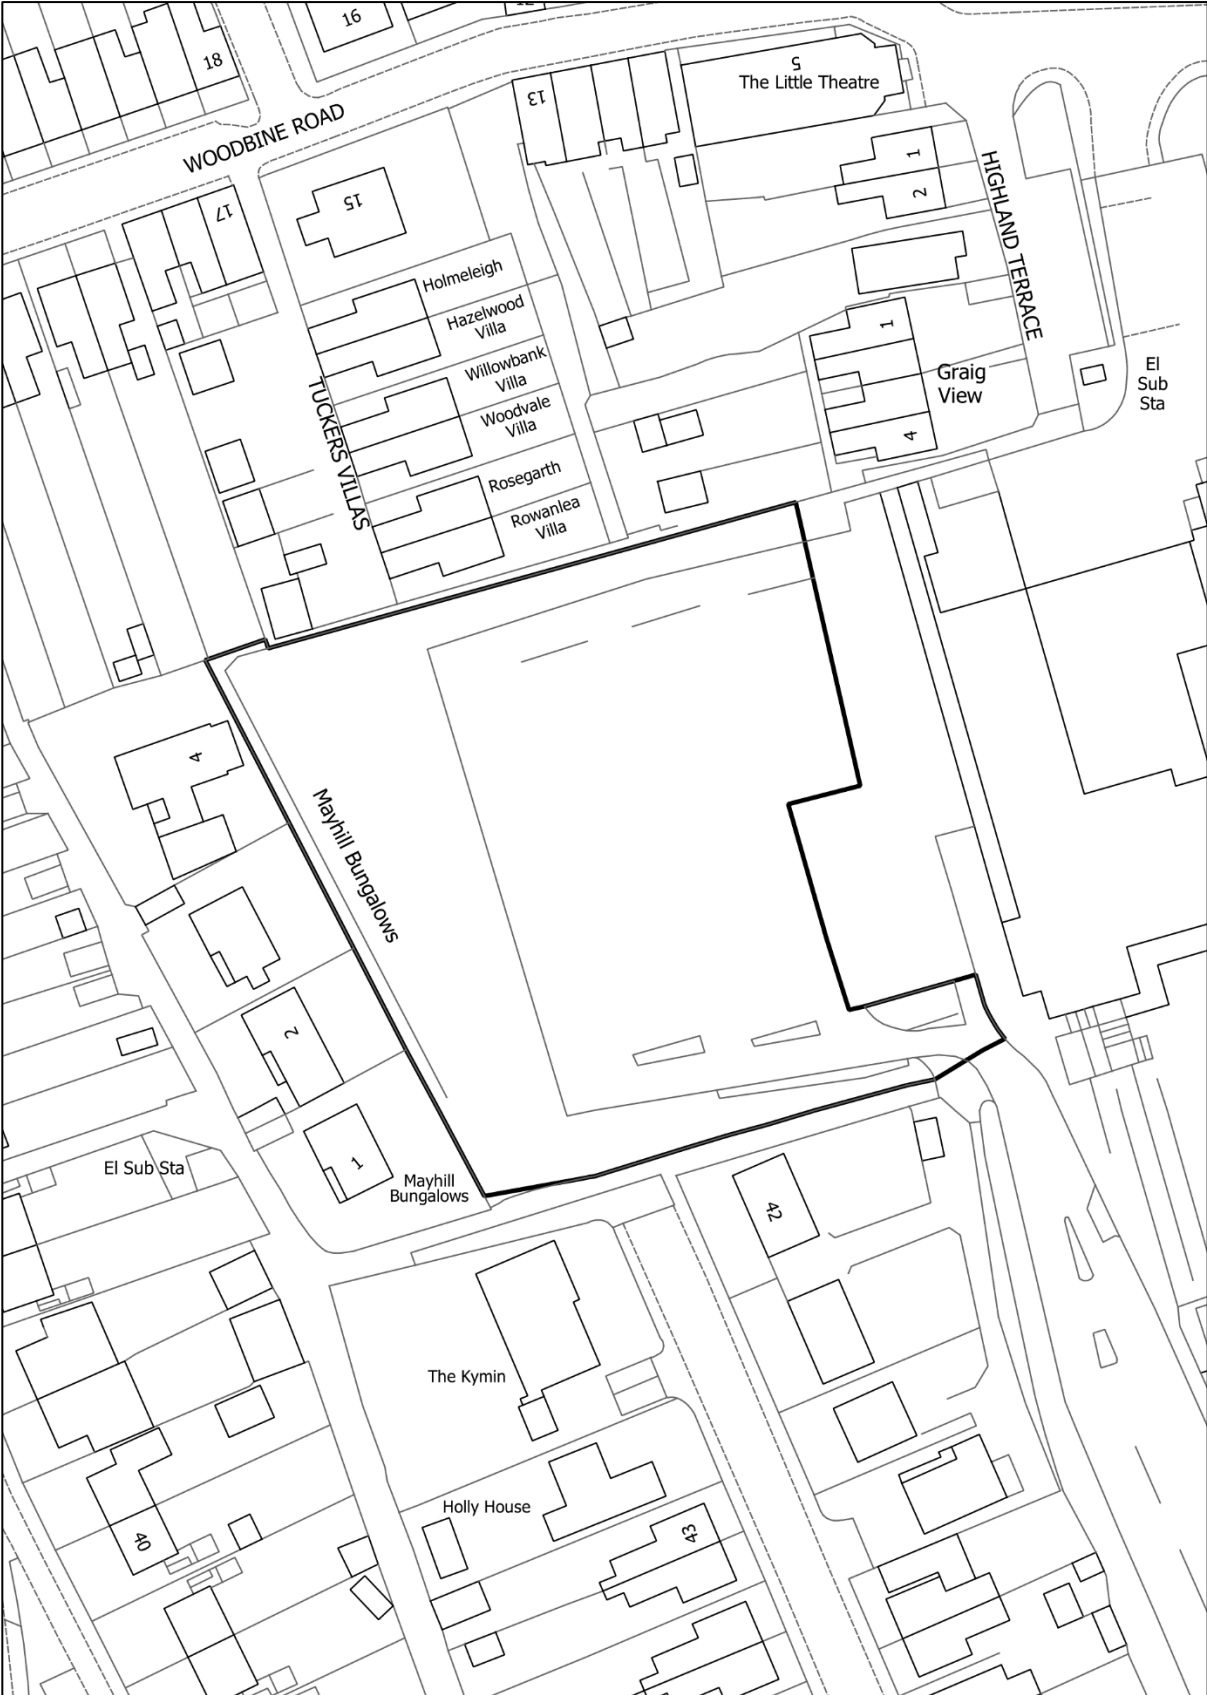 16
12
18
5
The Little Theatre
WOODBINE ROAD
13
HIGHLAND TERRACE
1
2
17
15
Holmeleigh
Hazelwood
Villa
Willowbank
Villa
Woodvale
Villa
TUCKERS VILLAS
Rosegarth
Rowanlea
Villa
1
Graig
View
4
El
Sub
Sta
4
Mayhill Bungalows
2
1
El Sub Sta
Mayhill
Bungalows
42
The Kymin
Holly House
43
40